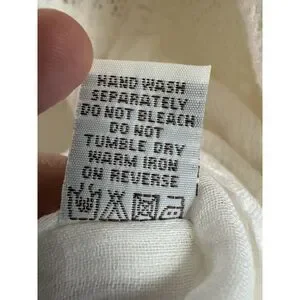 HAND WASH
SEPARATELY
DO NOT BLEACH
DO NOT
TUMBLE DRY
WARM IRON
ON REVERSE